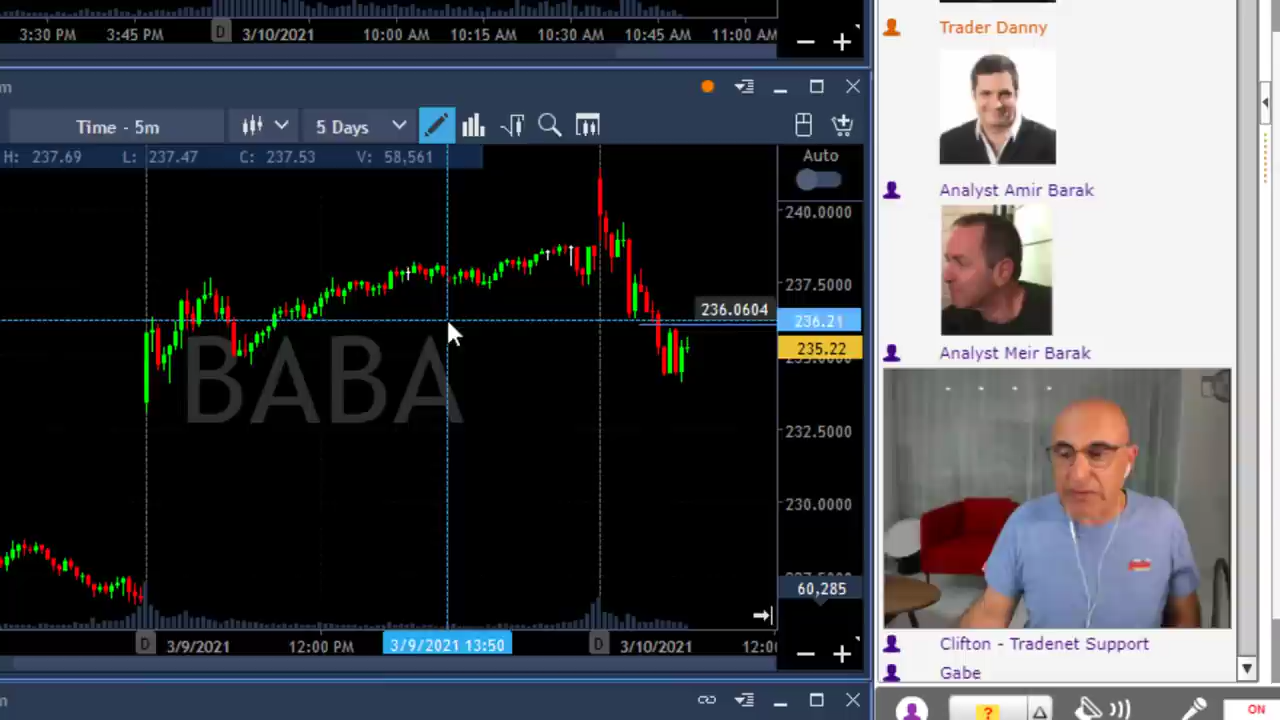 3:30 PM 3:45 PM D 3/10/2021 10:00 AM 10:15 AM 10:30 AM 10:45 AM 11:00 AM
m
Time - 5m 5 Days
H: 237.69 L: 237.47 C: 237.53 V: 58,561
Auto
240.0000
237.5000
236.0604
236.21
235.22
BABA
232.5000
230.0000
60,285
D 3/9/2021 12:00 PM 3/9/2021 13:50 D 3/10/2021 12:00
m
Trader Danny
Analyst Amir Barak
Analyst Meir Barak
Clifton - Tradenet Support
Gabe
?
ON